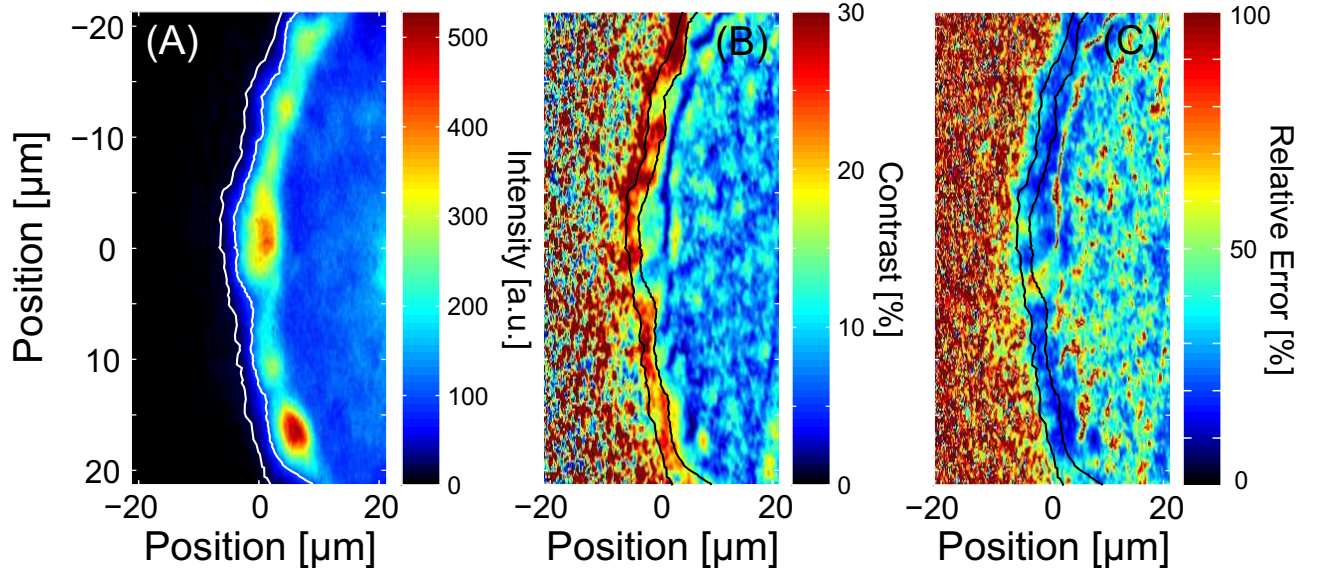 (A)
−20
−10
0
10
20
Position [µm]
−20 0 20
Position [µm]
500
400
300
200
100
0
Intensity [a.u.]
(B)
−20 0 20
Position [µm]
30
20
10
0
Contrast [%]
(C)
−20 0 20
Position [µm]
100
50
0
Relative Error [%]